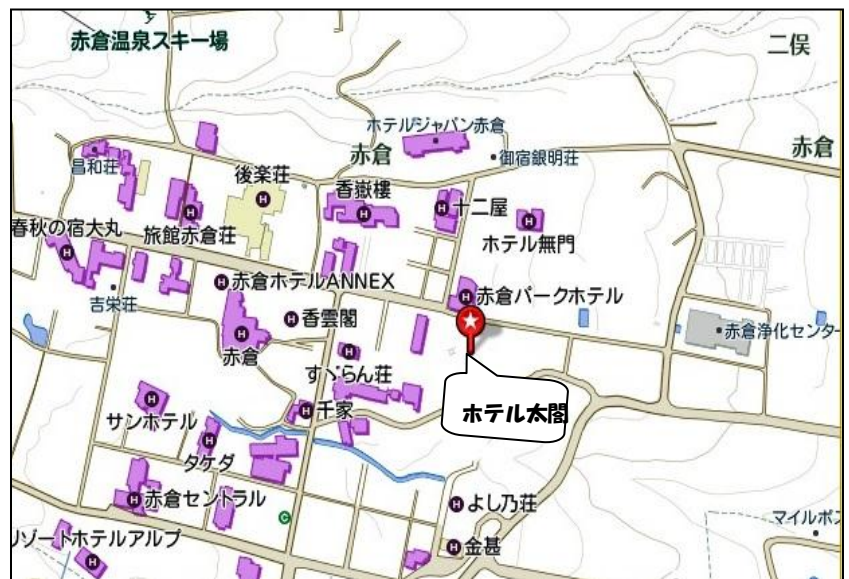 赤倉温泉スキー場
二俣
ホテルジャパン赤倉
赤倉
御宿銀明荘
赤倉
昌和荘
後楽荘
香嶽樓
十二屋
春秋の宿大丸
旅館赤倉荘
ホテル無門
赤倉ホテルANNEX
赤倉パークホテル
吉栄荘
香雲閣
赤倉浄化センタ
赤倉
すゞらん荘
千家
ホテル太閤
サンホテル
タケダ
赤倉セントラル
よし乃荘
マイルポス
リゾートホテルアルプ
金甚